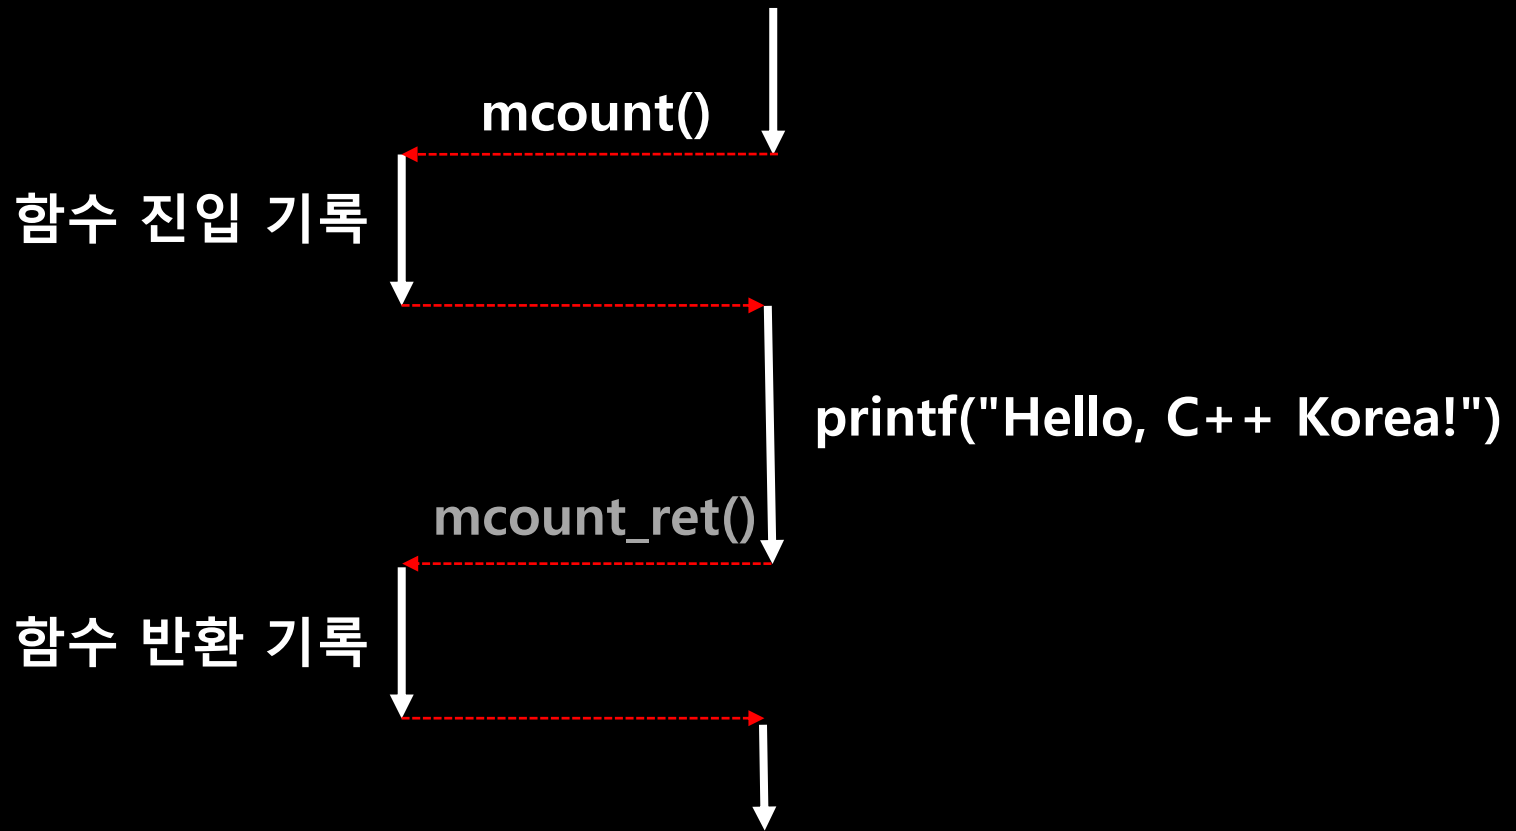 mcount()
함수 진입 기록
printf("Hello, C++ Korea!")
mcount_ret()
함수 반환 기록